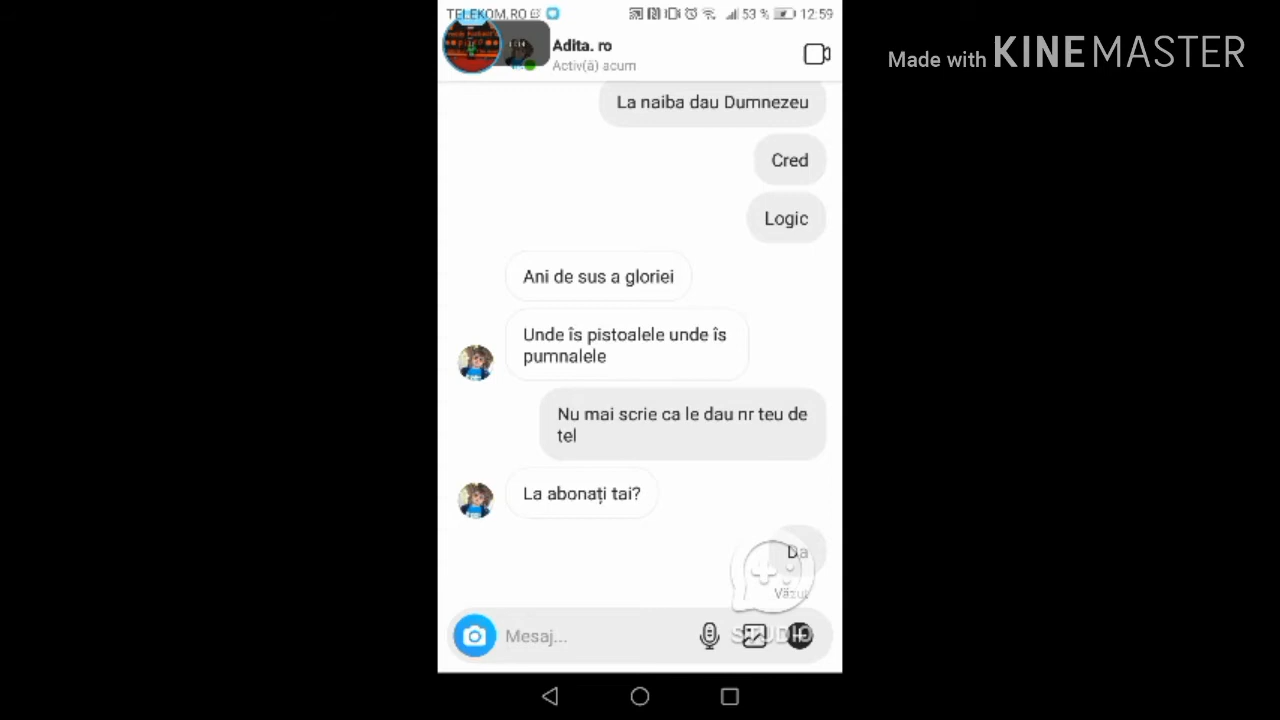 TELEKOM.RO
53 %
12:59
Made with KINEMASTER
Adita. ro
Activ(ă) acum
La naiba dau Dumnezeu
Cred
Logic
Ani de sus a gloriei
Unde îs pistoalele unde îs
pumnalele
Nu mai scrie ca le dau nr teu de
tel
La abonați tai?
Da
Văzut
Mesaj...
STUDIO